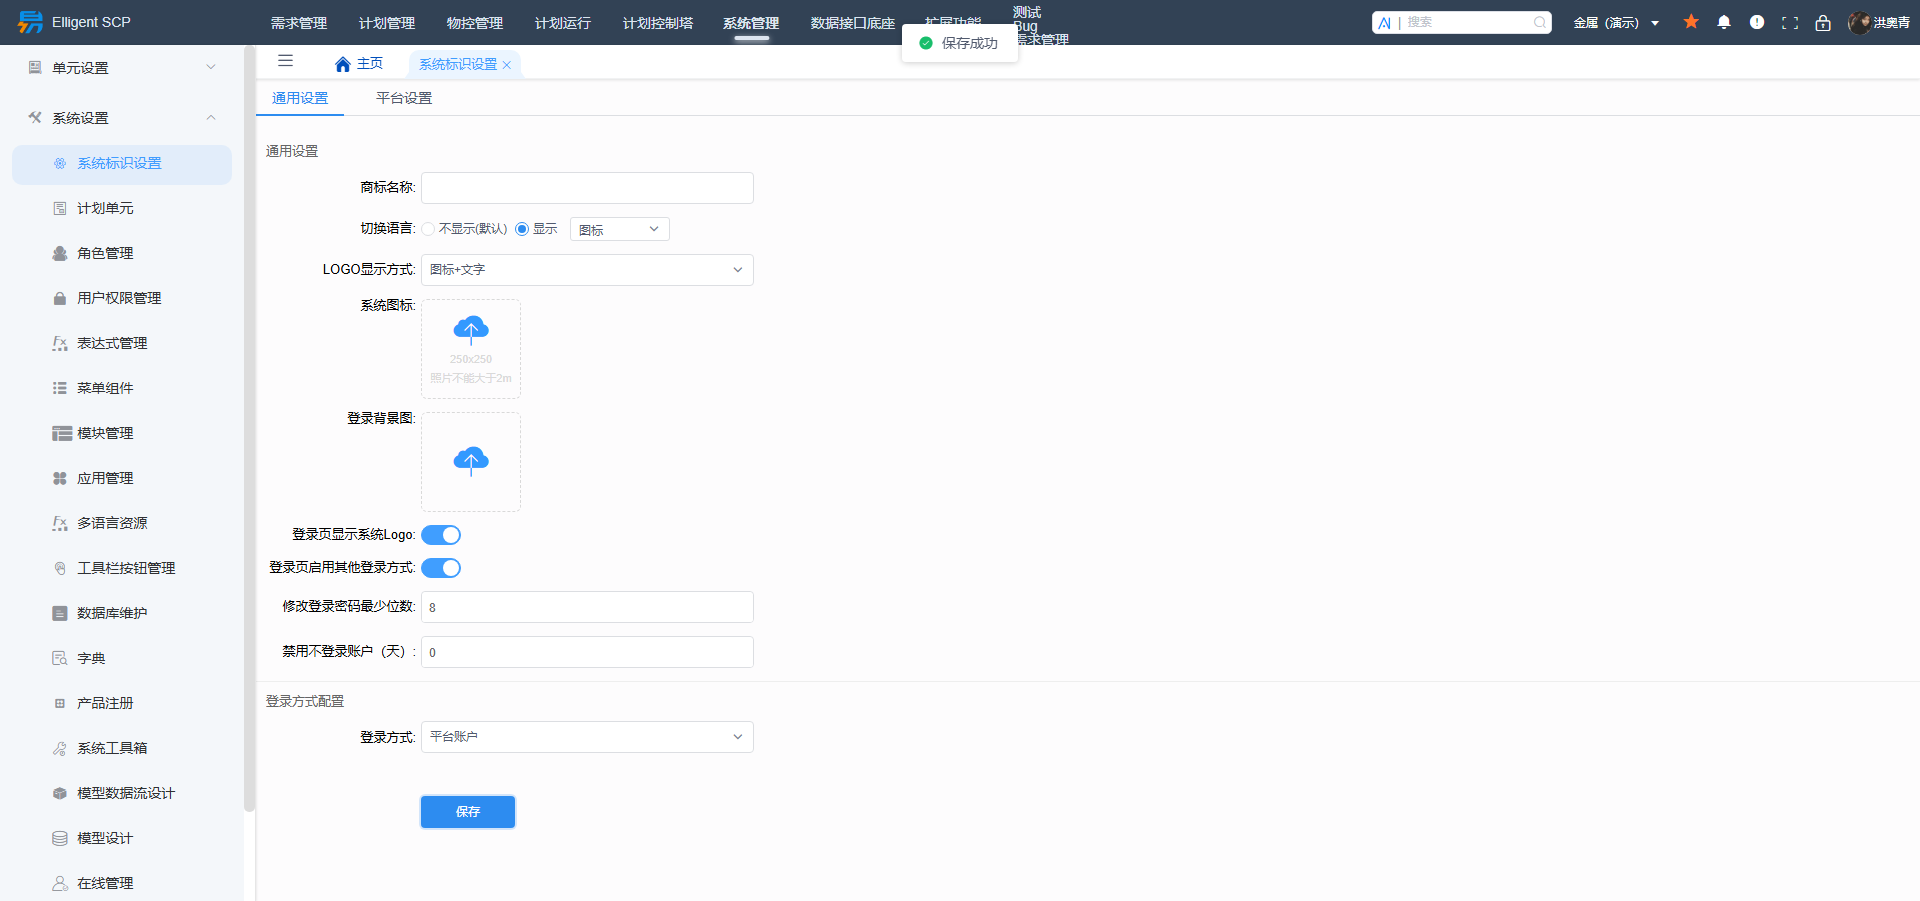 Elligent SCP
需求管理
计划管理
物控管理
计划运行
计划控制塔
系统管理
数据接口底座
扩展功能
测试
Bug
需求管理
保存成功
AI | 搜索
金属（演示）
洪奥青
单元设置
系统设置
系统标识设置
计划单元
角色管理
用户权限管理
表达式管理
菜单组件
模块管理
应用管理
多语言资源
工具栏按钮管理
数据库维护
字典
产品注册
系统工具箱
模型数据流设计
模型设计
在线管理
主页
系统标识设置
通用设置
平台设置
通用设置
商标名称:
切换语言: 不显示(默认) 显示 图标
LOGO显示方式: 图标+文字
系统图标:
250x250
照片不能大于2m
登录背景图:
登录页显示系统Logo:
登录页启用其他登录方式:
修改登录密码最少位数: 8
禁用不登录账户（天）: 0
登录方式配置
登录方式: 平台账户
保存